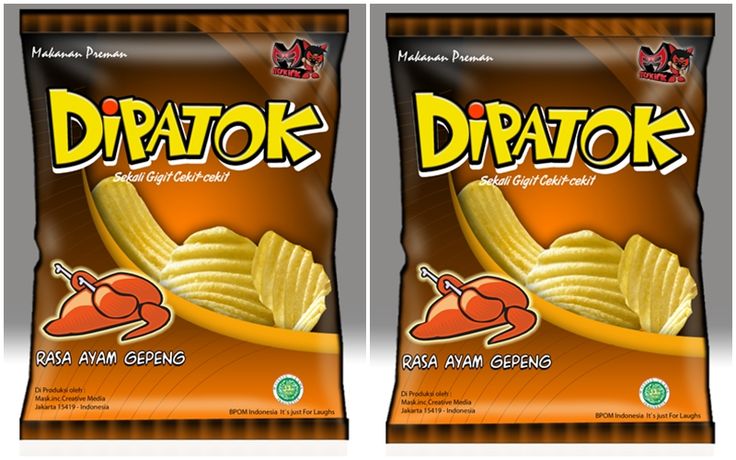 Makanan Preman
DiPATOK
Sekali Gigit Cekit-cekit
RASA AYAM GEPENG
Di Produksi oleh :
Mask.inc.Creative Media
Jakarta 15419 - Indonesia
BPOM Indonesia It's just For Laughs
Makanan Preman
DiPATOK
Sekali Gigit Cekit-cekit
RASA AYAM GEPENG
Di Produksi oleh :
Mask.inc.Creative Media
Jakarta 15419 - Indonesia
BPOM Indonesia It's just For Laughs